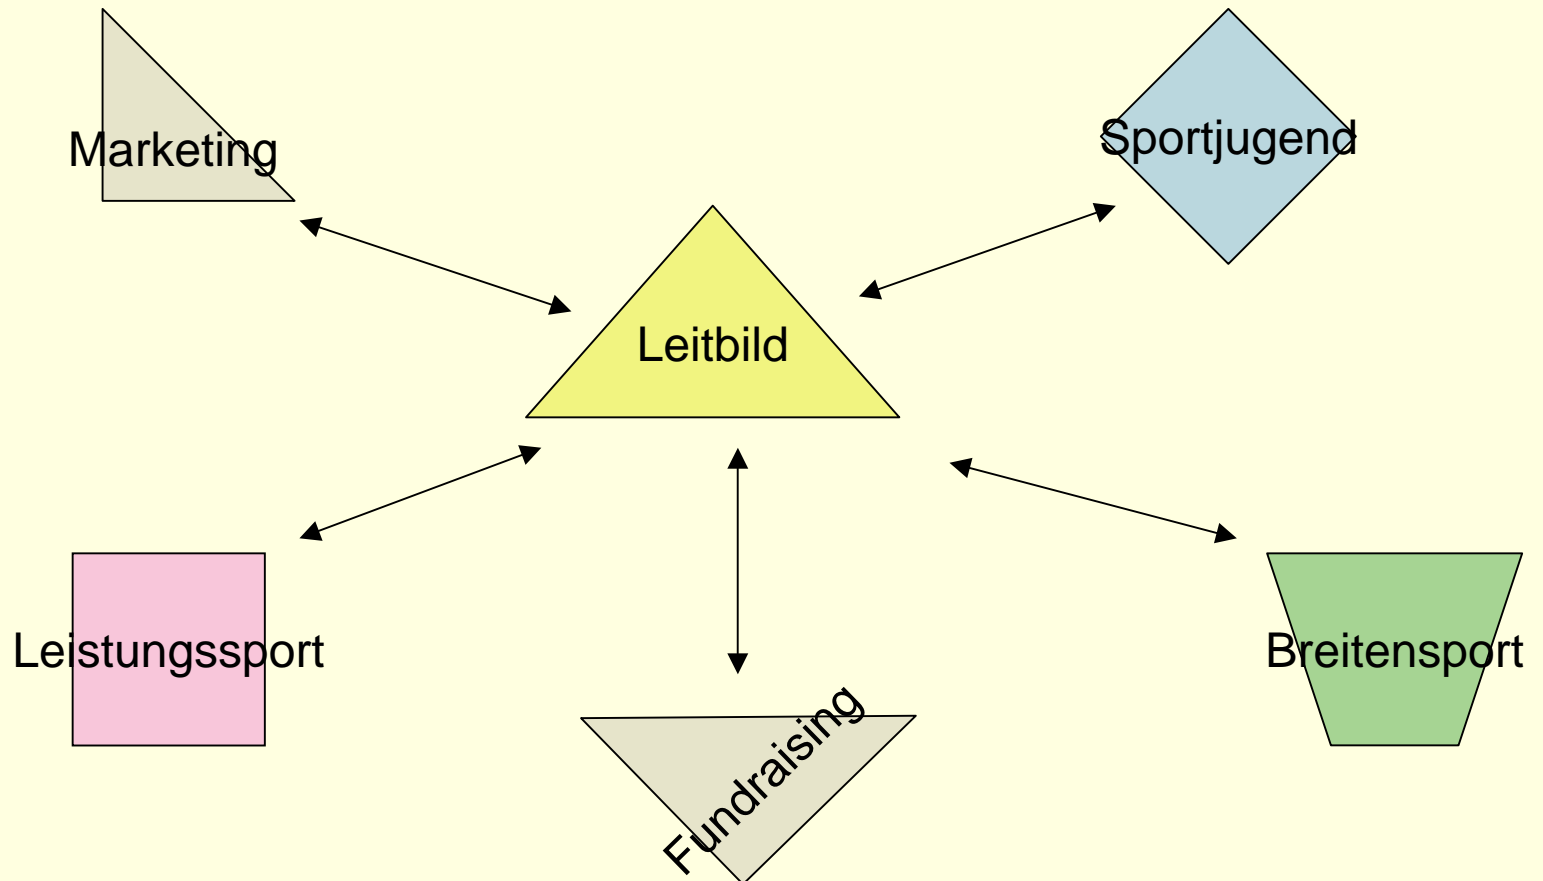 Marketing
Sportjugend
Leitbild
Leistungssport
Breitensport
Fundraising